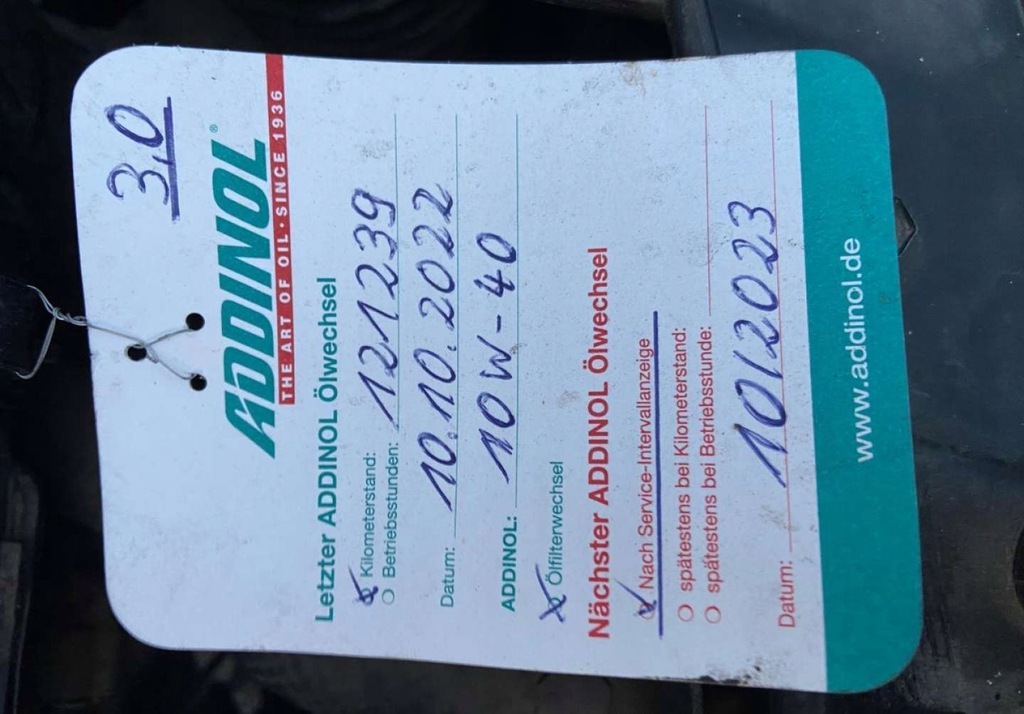 3,0
ADDINOL®
THE ART OF OIL · SINCE 1936
Letzter ADDINOL Ölwechsel
Kilometerstand:
Betriebsstunden: 121239
Datum: 10.10.2022
ADDINOL: 10W-40
Ölfilterwechsel
Nächster ADDINOL Ölwechsel
Nach Service-Intervallanzeige
spätestens bei Kilometerstand:
spätestens bei Betriebsstunde:
Datum: 10/2023
www.addinol.de